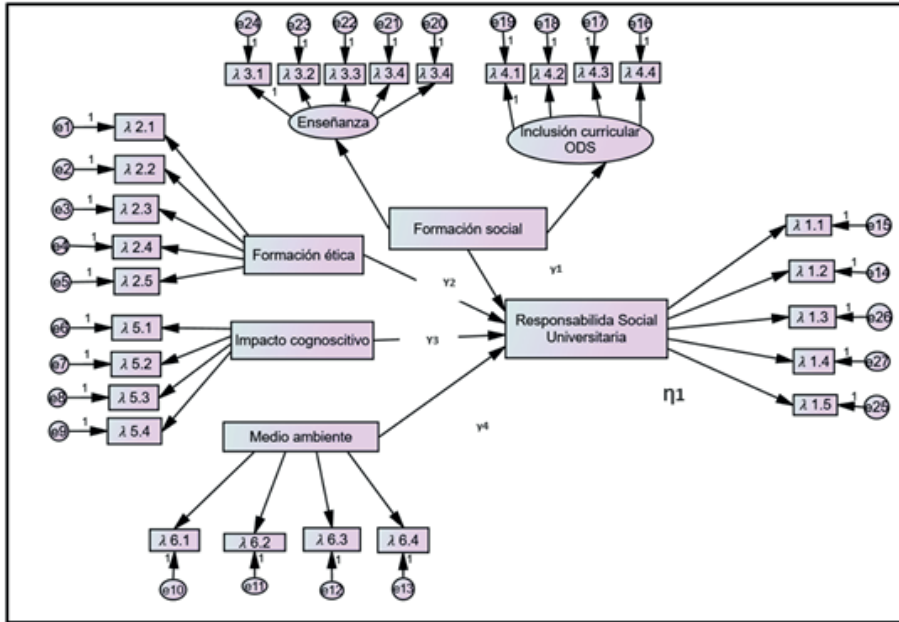 e24 e23 e22 e21 e20 e19 e18 e17 e16
1 1 1 1 1 1 1 1 1
λ 3.1 λ 3.2 λ 3.3 λ 3.4 λ 3.4 λ 4.1 λ 4.2 λ 4.3 λ 4.4
1 1
Enseñanza
Inclusión curricular
ODS
e1 1 λ 2.1
e2 1 λ 2.2
e3 1 λ 2.3
e4 1 λ 2.4
e5 1 λ 2.5
Formación ética
Formación social
γ1
γ2
e6 1 λ 5.1
e7 1 λ 5.2
e8 1 λ 5.3
e9 1 λ 5.4
Impacto cognoscitivo
γ3
Responsabilida Social
Universitaria
η1
λ 1.1 1 e15
λ 1.2 1 e14
λ 1.3 1 e26
λ 1.4 1 e27
λ 1.5 1 e25
Medio ambiente
γ4
λ 6.1 λ 6.2 λ 6.3 λ 6.4
1 1 1 1
e10 e11 e12 e13